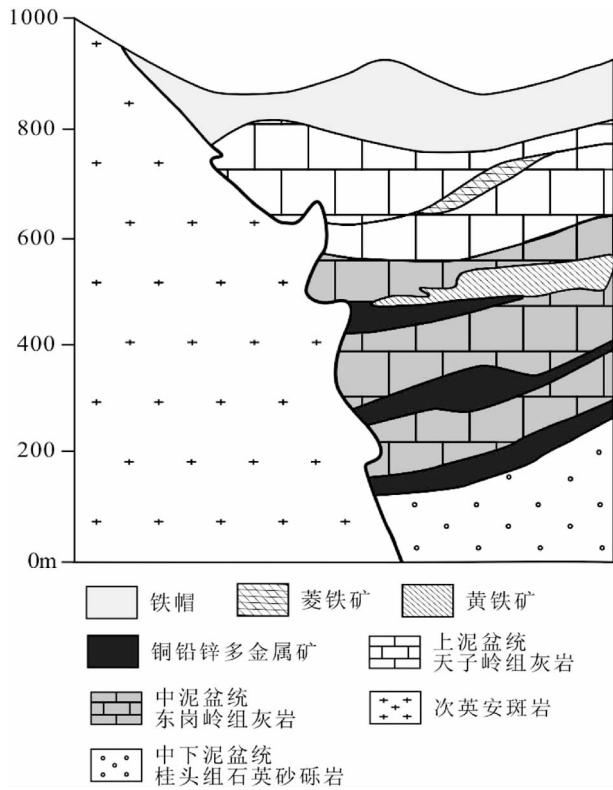 1000
800
600
400
200
0m
铁帽
菱铁矿
黄铁矿
铜铅锌多金属矿
上泥盆统
天子岭组灰岩
中泥盆统
东岗岭组灰岩
次英安斑岩
中下泥盆统
桂头组石英砂砾岩